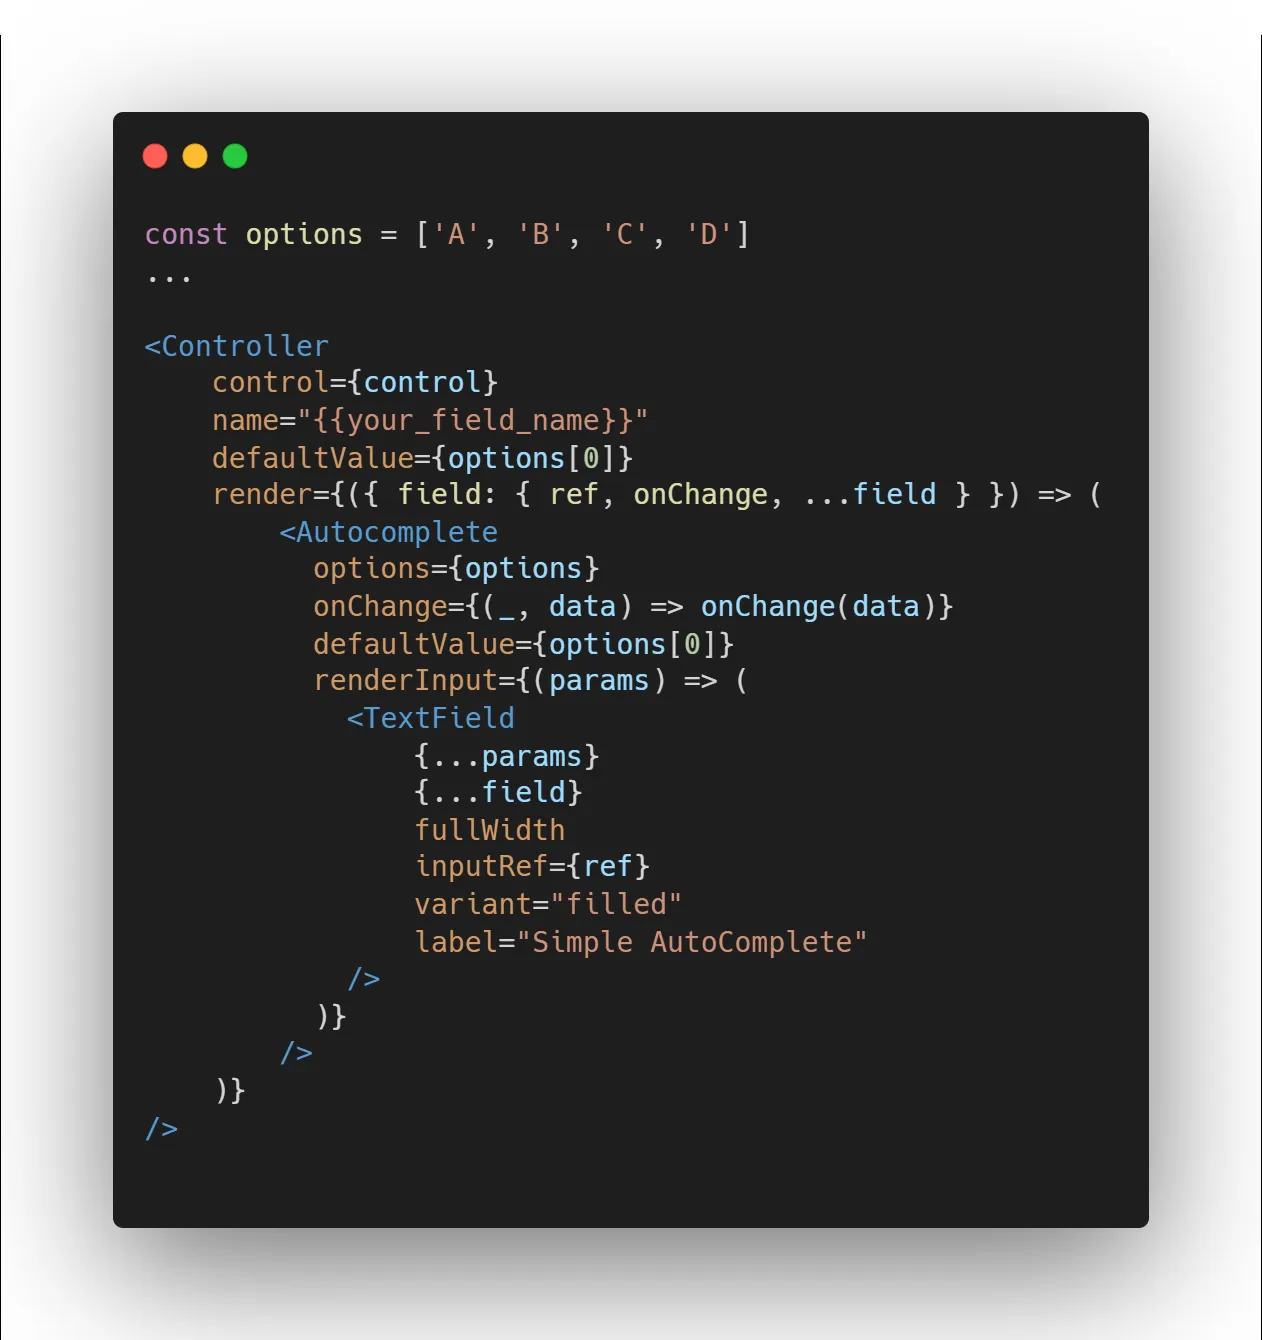 const options = ['A', 'B', 'C', 'D']
...
<Controller
control={control}
name="{{your_field_name}}"
defaultValue={options[0]}
render={({ field: { ref, onChange, ...field } }) => (
<Autocomplete
options={options}
onChange={(_, data) => onChange(data)}
defaultValue={options[0]}
renderInput={(params) => (
<TextField
{...params}
{...field}
fullWidth
inputRef={ref}
variant="filled"
label="Simple AutoComplete"
/>
)}
/>
)}
/>